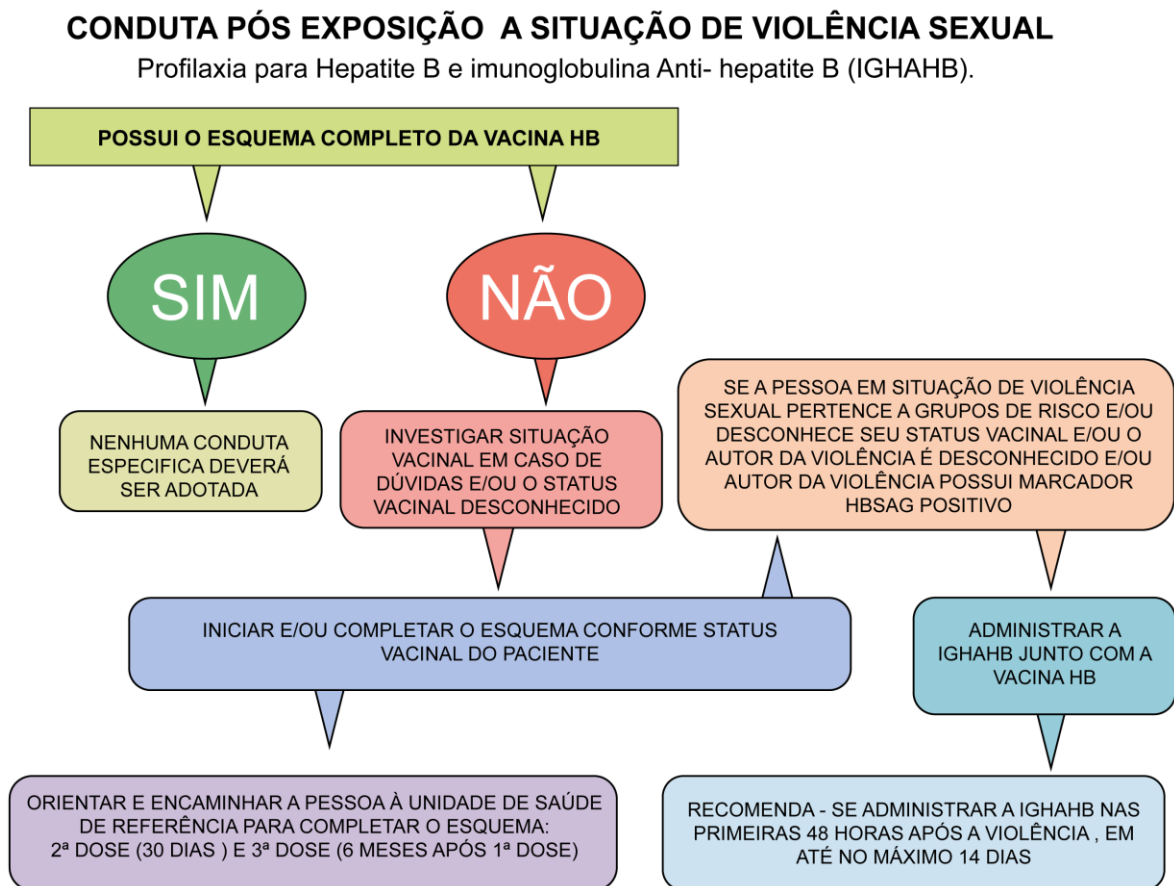 CONDUTA PÓS EXPOSIÇÃO A SITUAÇÃO DE VIOLÊNCIA SEXUAL
Profilaxia para Hepatite B e imunoglobulina Anti- hepatite B (IGHAHB).
POSSUI O ESQUEMA COMPLETO DA VACINA HB
SIM
NÃO
NENHUMA CONDUTA
ESPECIFICA DEVERÁ
SER ADOTADA
INVESTIGAR SITUAÇÃO
VACINAL EM CASO DE
DÚVIDAS E/OU O STATUS
VACINAL DESCONHECIDO
SE A PESSOA EM SITUAÇÃO DE VIOLÊNCIA
SEXUAL PERTENCE A GRUPOS DE RISCO E/OU
DESCONHECE SEU STATUS VACINAL E/OU O
AUTOR DA VIOLÊNCIA É DESCONHECIDO E/OU
AUTOR DA VIOLÊNCIA POSSUI MARCADOR
HBSAG POSITIVO
INICIAR E/OU COMPLETAR O ESQUEMA CONFORME STATUS
VACINAL DO PACIENTE
ADMINISTRAR A
IGHAHB JUNTO COM A
VACINA HB
ORIENTAR E ENCAMINHAR A PESSOA À UNIDADE DE SAÚDE
DE REFERÊNCIA PARA COMPLETAR O ESQUEMA:
2ª DOSE (30 DIAS ) E 3ª DOSE (6 MESES APÓS 1ª DOSE)
RECOMENDA - SE ADMINISTRAR A IGHAHB NAS
PRIMEIRAS 48 HORAS APÓS A VIOLÊNCIA , EM
ATÉ NO MÁXIMO 14 DIAS